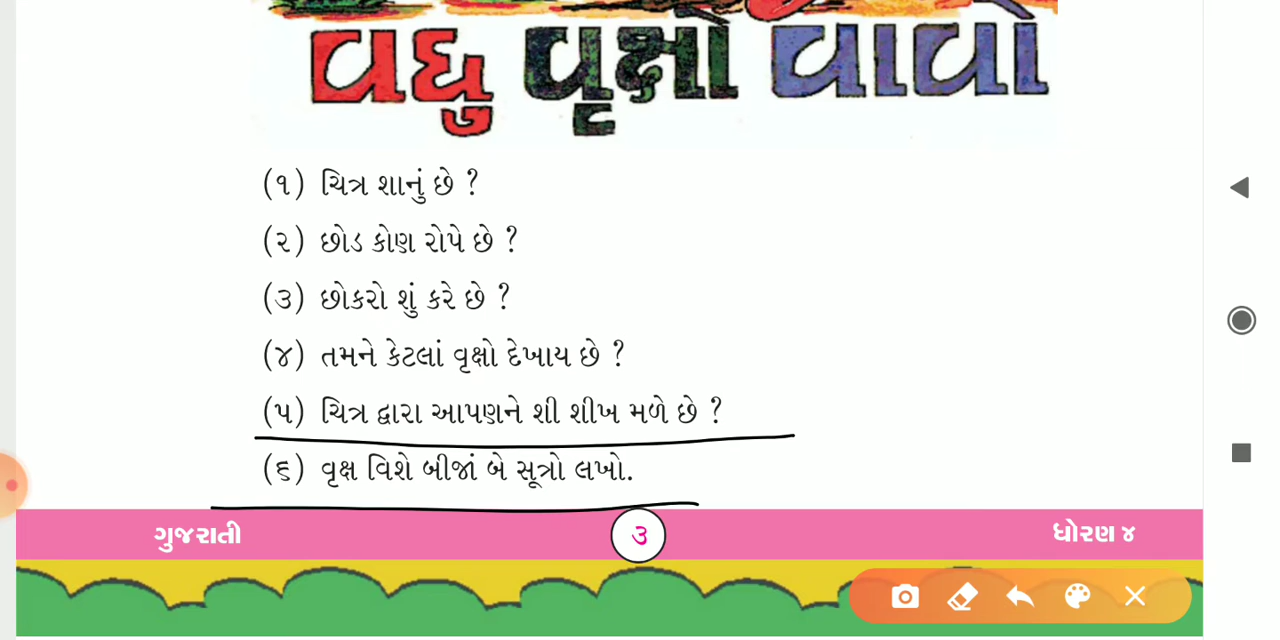 વધુ વૃક્ષો વાવો
(૧) ચિત્ર શાનું છે ?
(૨) છોડ કોણ રોપે છે ?
(૩) છોકરો શું કરે છે ?
(૪) તમને કેટલાં વૃક્ષો દેખાય છે ?
(૫) ચિત્ર દ્વારા આપણને શી શીખ મળે છે ?
(૬) વૃક્ષ વિશે બીજાં બે સૂત્રો લખો.
ગુજરાતી ૩ ધોરણ ૪